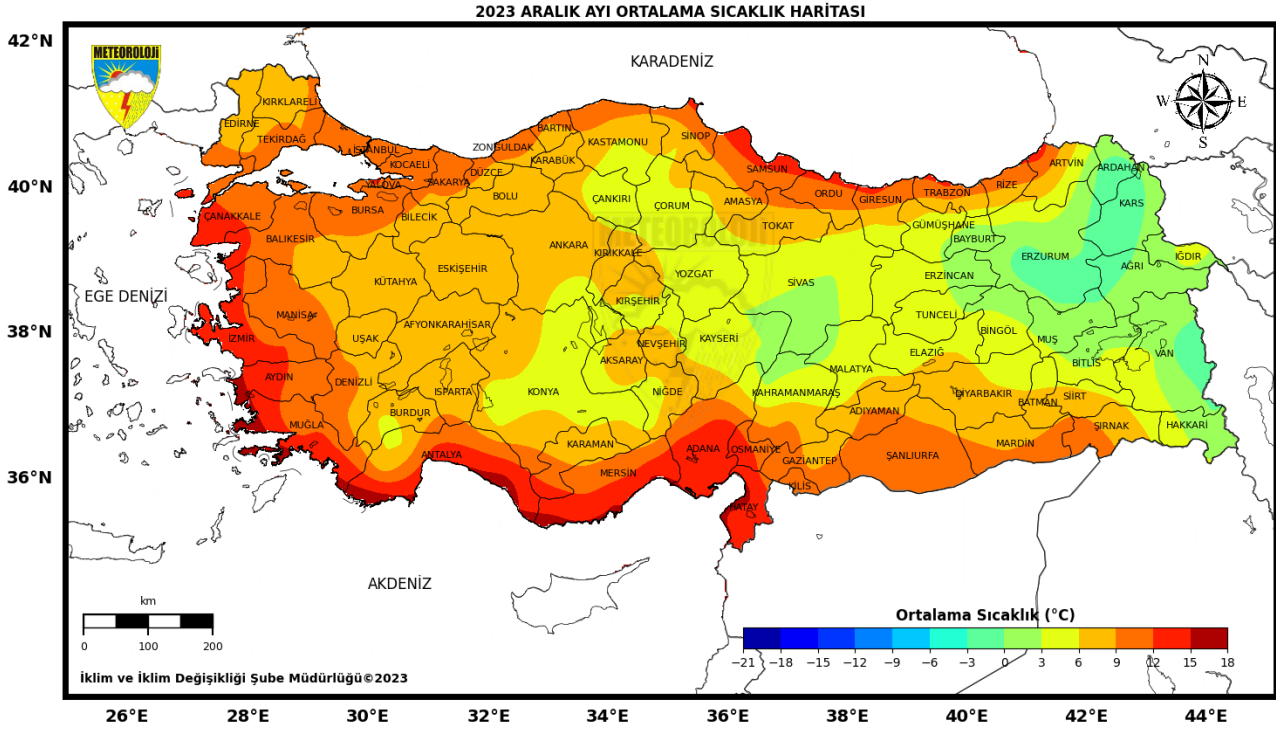 2023 ARALIK AYI ORTALAMA SICAKLIK HARİTASI
42°N
40°N
38°N
36°N
METEOROLOJİ
KARADENİZ
N
W
E
S
KIRKLARELİ
EDİRNE
TEKİRDAĞ
İSTANBUL
KOCAELİ
YALOVA
SAKARYA
DÜZCE
ZONGULDAK
BARTIN
KARABÜK
KASTAMONU
SİNOP
SAMSUN
ORDU
GİRESUN
TRABZON
RİZE
ARTVİN
ARDAHAN
KARS
ÇANAKKALE
BURSA
BİLECİK
BOLU
ÇANKIRI
ÇORUM
AMASYA
TOKAT
GÜMÜŞHANE
BAYBURT
BALIKESİR
ESKİŞEHİR
ANKARA
KIRIKKALE
METEOROLOJİ
YOZGAT
SİVAS
ERZİNCAN
ERZURUM
AĞRI
IĞDIR
EGE DENİZİ
KÜTAHYA
KIRŞEHİR
MANİSA
AFYONKARAHİSAR
TUNCELİ
BİNGÖL
MUŞ
İZMİR
UŞAK
NEVŞEHİR
KAYSERİ
ELAZIĞ
VAN
BİTLİS
AKSARAY
MALATYA
AYDIN
DENİZLİ
ISPARTA
KONYA
NİĞDE
KAHRAMANMARAŞ
DİYARBAKIR
BATMAN
SİİRT
BURDUR
ADIYAMAN
MUĞLA
ŞIRNAK
HAKKARİ
KARAMAN
MARDİN
ANTALYA
ADANA
OSMANİYE
GAZİANTEP
ŞANLIURFA
MERSİN
KİLİS
HATAY
AKDENİZ
km
0 100 200
Ortalama Sıcaklık (°C)
−21 −18 −15 −12 −9 −6 −3 0 3 6 9 12 15 18
İklim ve İklim Değişikliği Şube Müdürlüğü©2023
26°E 28°E 30°E 32°E 34°E 36°E 38°E 40°E 42°E 44°E